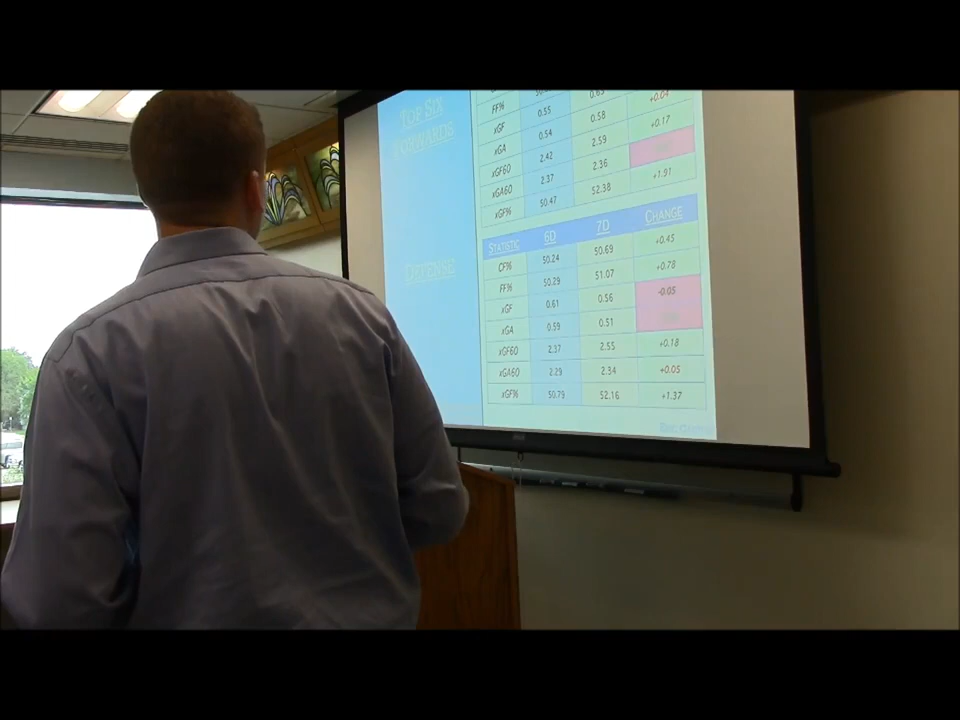 TOP SIX
FORWARDS
FF% 0.63 +0.04
xGF 0.55 0.58 +0.17
xGA 0.54 2.59
xGF60 2.42 2.36
xGA60 2.37 52.38 +1.91
xGF% 50.47
DEFENSE
STATISTIC 6D 7D CHANGE
CF% 50.24 50.69 +0.45
FF% 50.29 51.07 +0.78
xGF 0.61 0.56 -0.05
xGA 0.59 0.51
xGF60 2.37 2.55 +0.18
xGA60 2.29 2.34 +0.05
xGF% 50.79 52.16 +1.37